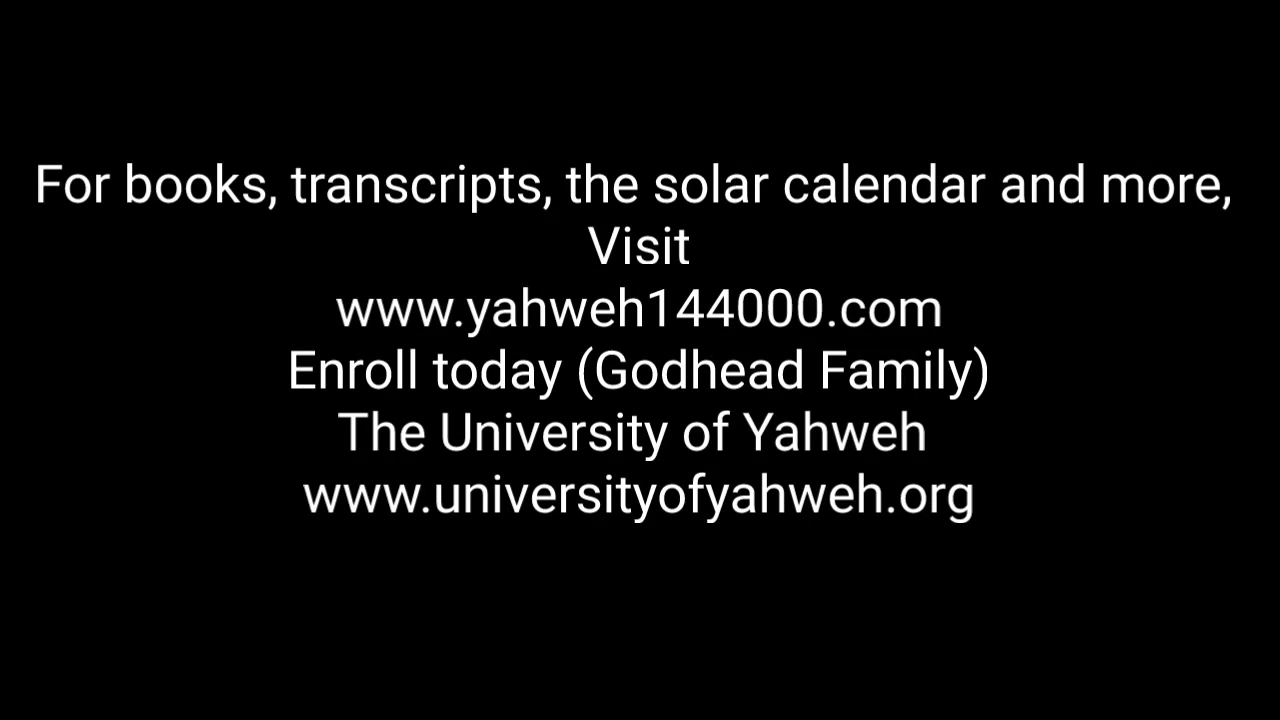 For books, transcripts, the solar calendar and more,
Visit
www.yahweh144000.com
Enroll today (Godhead Family)
The University of Yahweh
www.universityofyahweh.org